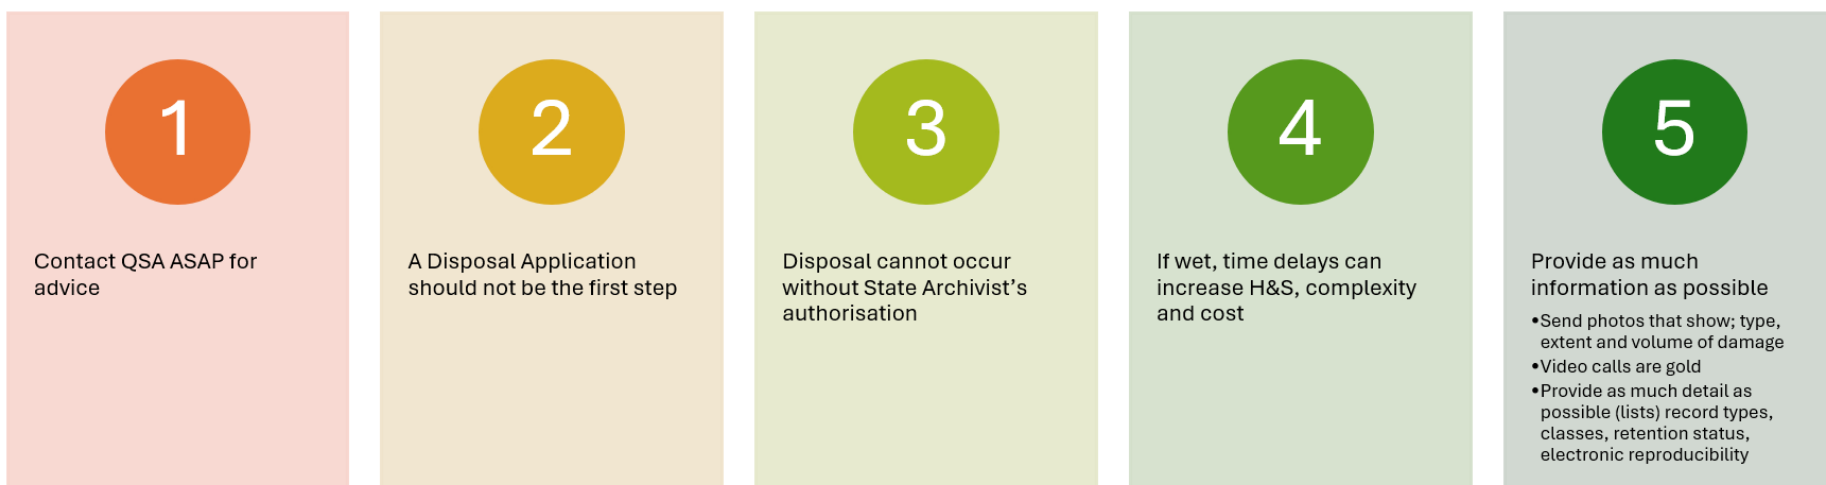 1
Contact QSA ASAP for
advice
2
A Disposal Application
should not be the first step
3
Disposal cannot occur
without State Archivist’s
authorisation
4
If wet, time delays can
increase H&S, complexity
and cost
5
Provide as much
information as possible
•Send photos that show; type,
extent and volume of damage
•Video calls are gold
•Provide as much detail as
possible (lists) record types,
classes, retention status,
electronic reproducibility